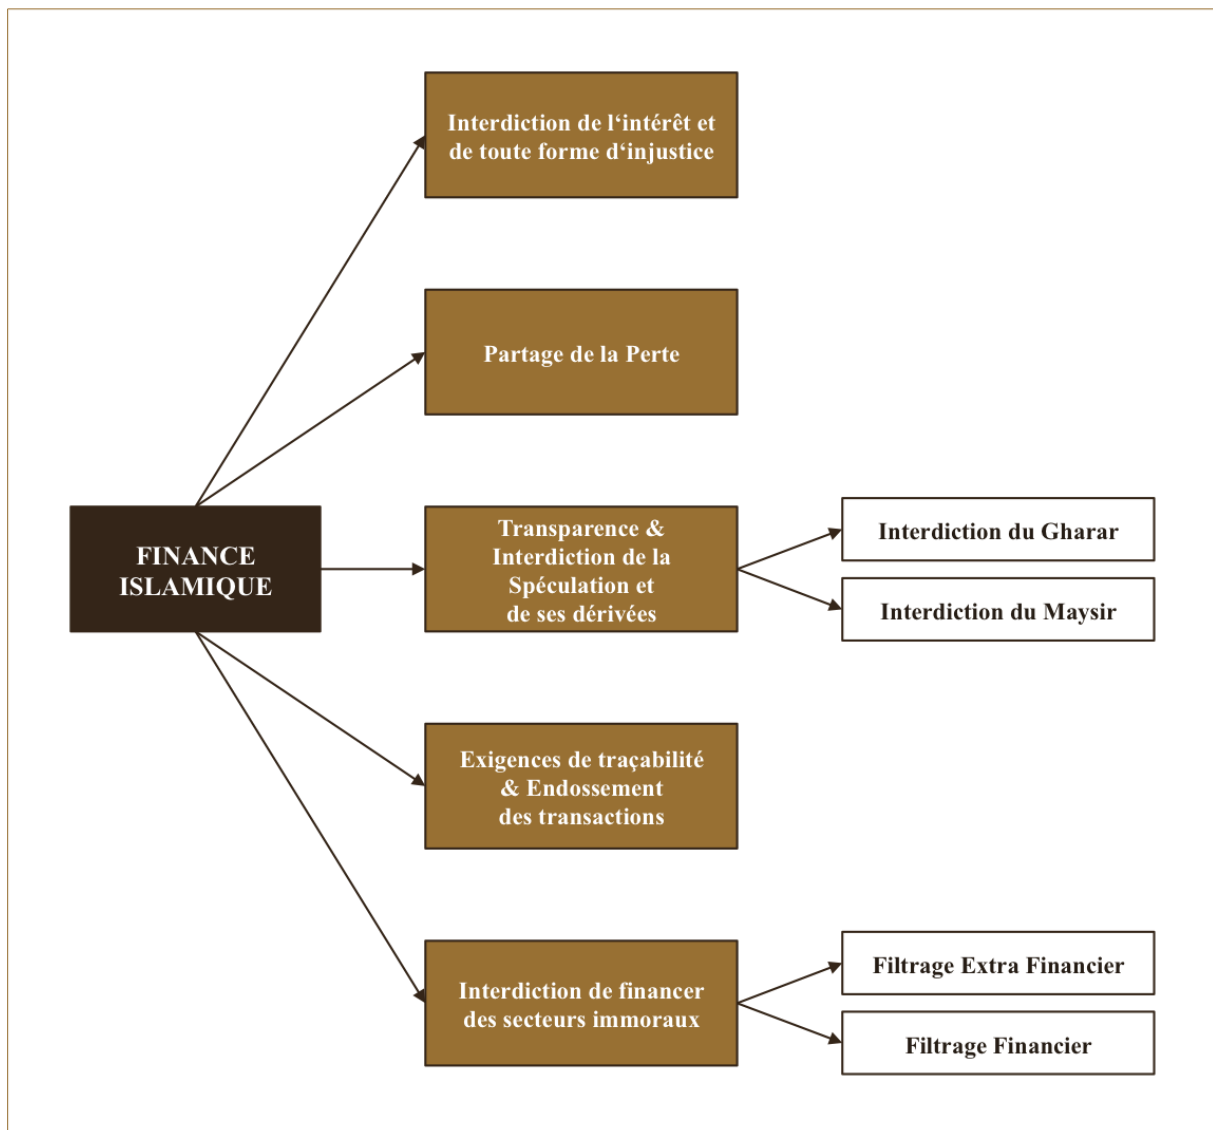 Interdiction de l‘intérêt et
de toute forme d‘injustice
Partage de la Perte
FINANCE
ISLAMIQUE
Transparence &
Interdiction de la
Spéculation et
de ses dérivées
Interdiction du Gharar
Interdiction du Maysir
Exigences de traçabilité
& Endossement
des transactions
Interdiction de financer
des secteurs immoraux
Filtrage Extra Financier
Filtrage Financier